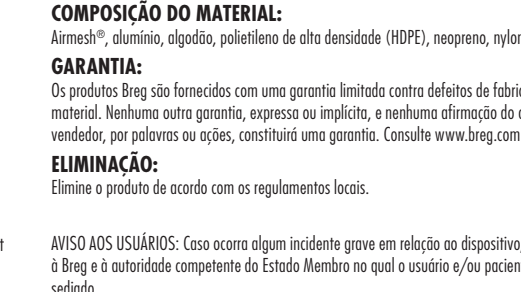 COMPOSIÇÃO DO MATERIAL:
Airmesh®, alumínio, algodão, polietileno de alta densidade (HDPE), neopreno, nylon
GARANTIA:
Os produtos Breg são fornecidos com uma garantia limitada contra defeitos de
material. Nenhuma outra garantia, expressa ou implícita, e nenhuma afirmação do
vendedor, por palavras ou ações, constituirá uma garantia. Consulte www.breg.com
ELIMINAÇÃO:
Elimine o produto de acordo com os regulamentos locais.
AVISO AOS USUÁRIOS: Caso ocorra algum incidente grave em relação ao dispositivo,
à Breg e à autoridade competente do Estado Membro no qual o usuário e/ou
sediado